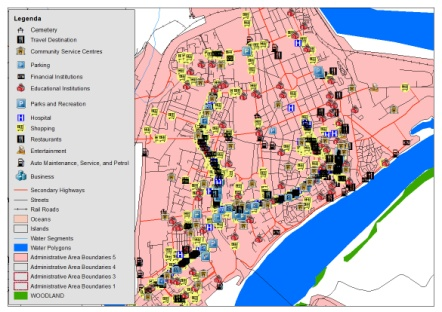 Legenda
Cemetery
Travel Destination
Community Service Centres
Parking
Financial Institutions
Educational Institutions
Parks and Recreation
Hospital
Shopping
Restaurants
Entertainment
Auto Maintenance, Service, and Petrol
Business
Secondary Highways
Streets
Rail Roads
Oceans
Islands
Water Segments
Water Polygons
Administrative Area Boundaries 5
Administrative Area Boundaries 4
Administrative Area Boundaries 3
Administrative Area Boundaries 1
WOODLAND